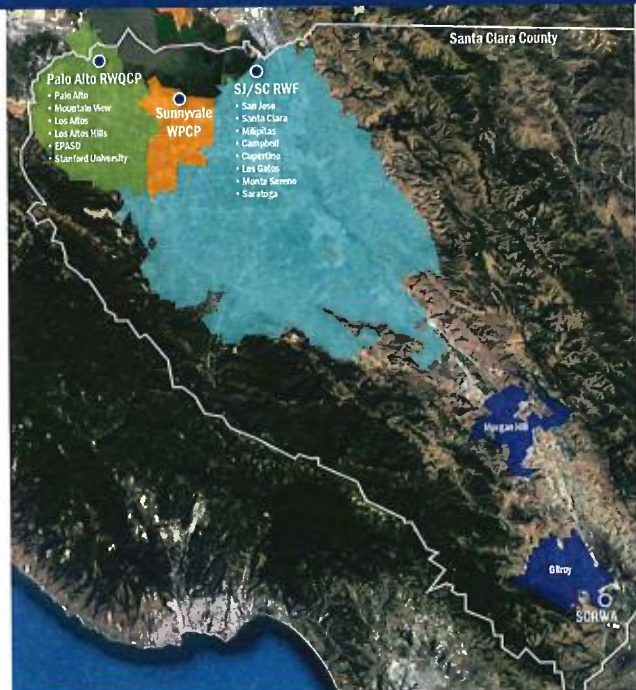 Santa Clara County
Palo Alto RWQCP
• Palo Alto
• Mountain View
• Los Altos
• Los Altos Hills
• EPASD
• Stanford University
Sunnyvale
WPCP
SJ/SC RWF
• San Jose
• Santa Clara
• Milipitas
• Campbell
• Cupertino
• Los Gatos
• Monte Sereno
• Saratoga
Morgan Hill
Gilroy
SCRWA